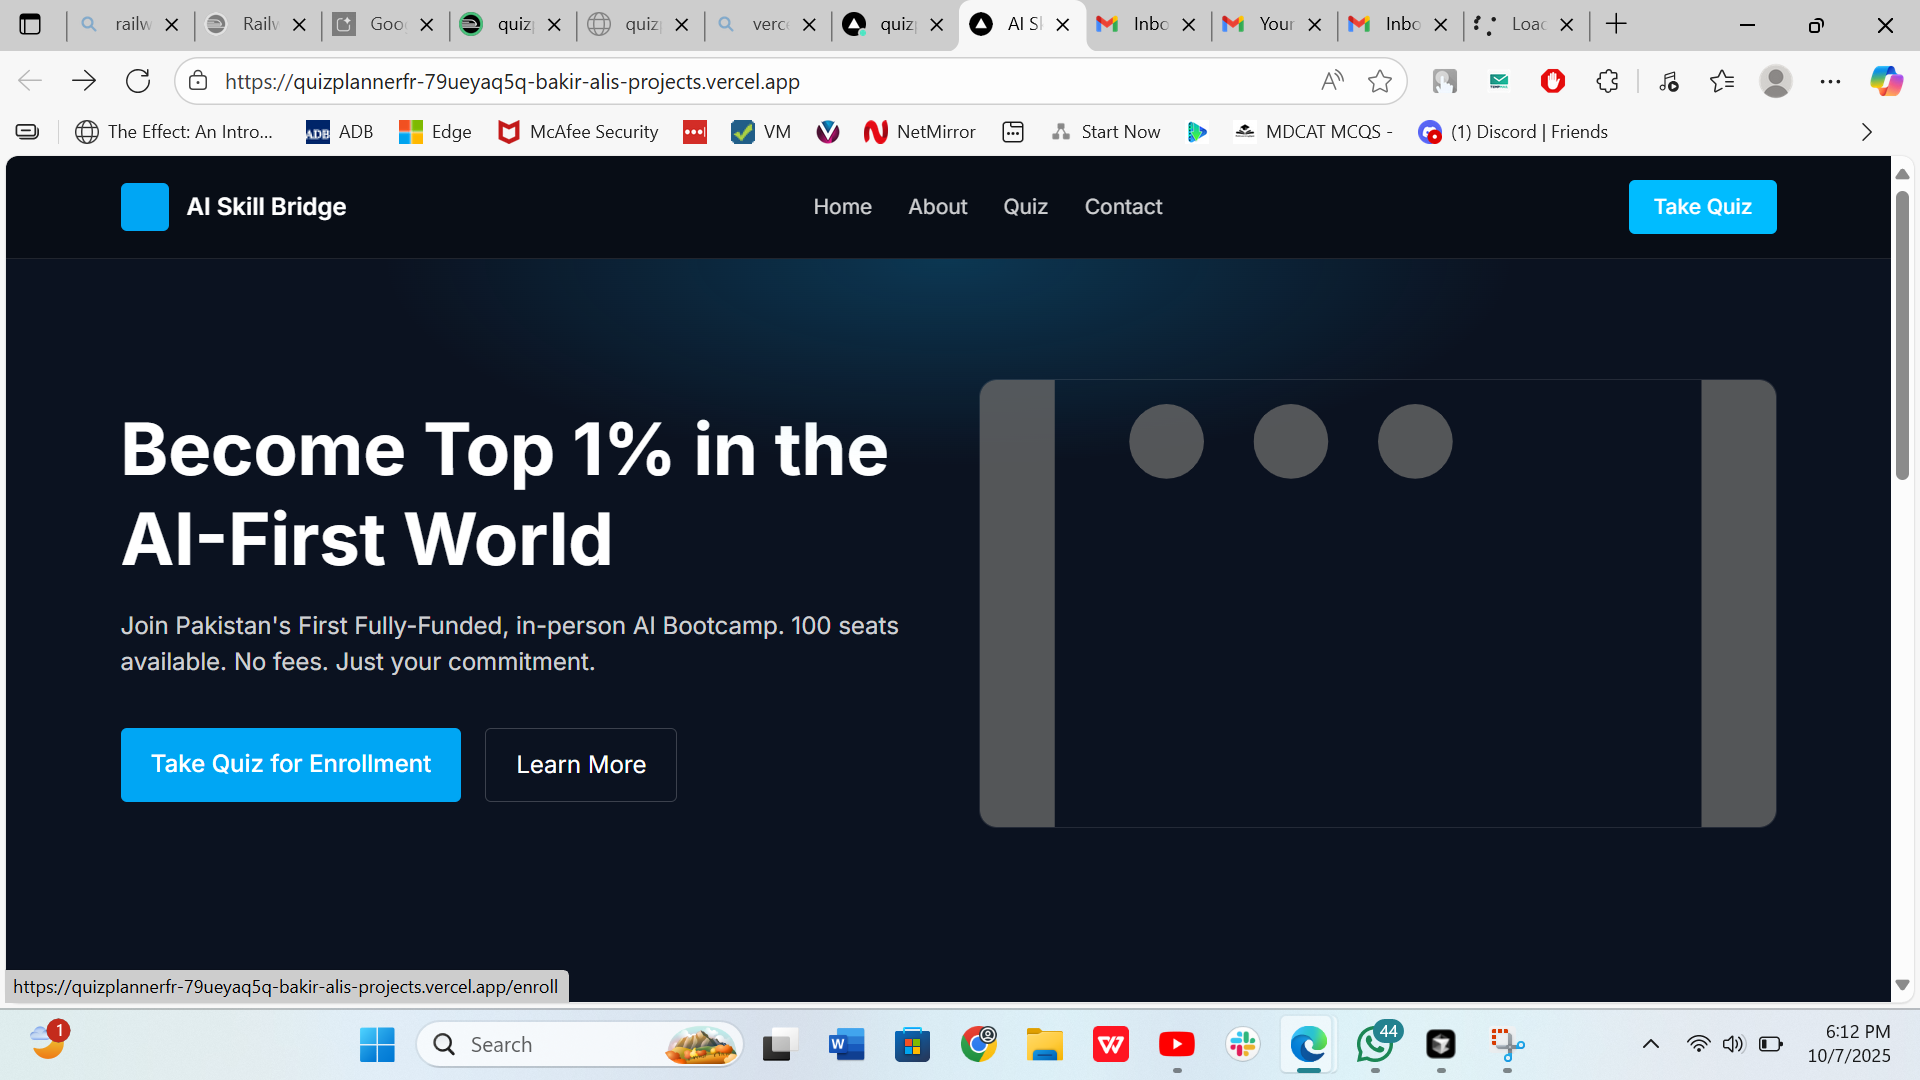 railw
Railw
Goo
quiz
quiz
verc
quiz
AI S
Inbo
Your
Inbo
Load
https://quizplannerfr-79ueyaq5q-bakir-alis-projects.vercel.app
The Effect: An Intro...
ADB
ADB
Edge
McAfee Security
VM
NetMirror
Start Now
MDCAT MCQS -
(1) Discord | Friends
AI Skill Bridge
Home
About
Quiz
Contact
Take Quiz
Become Top 1% in the
AI-First World
Join Pakistan's First Fully-Funded, in-person AI Bootcamp. 100 seats
available. No fees. Just your commitment.
Take Quiz for Enrollment
Learn More
https://quizplannerfr-79ueyaq5q-bakir-alis-projects.vercel.app/enroll
1
Search
W
W
44
6:12 PM
10/7/2025